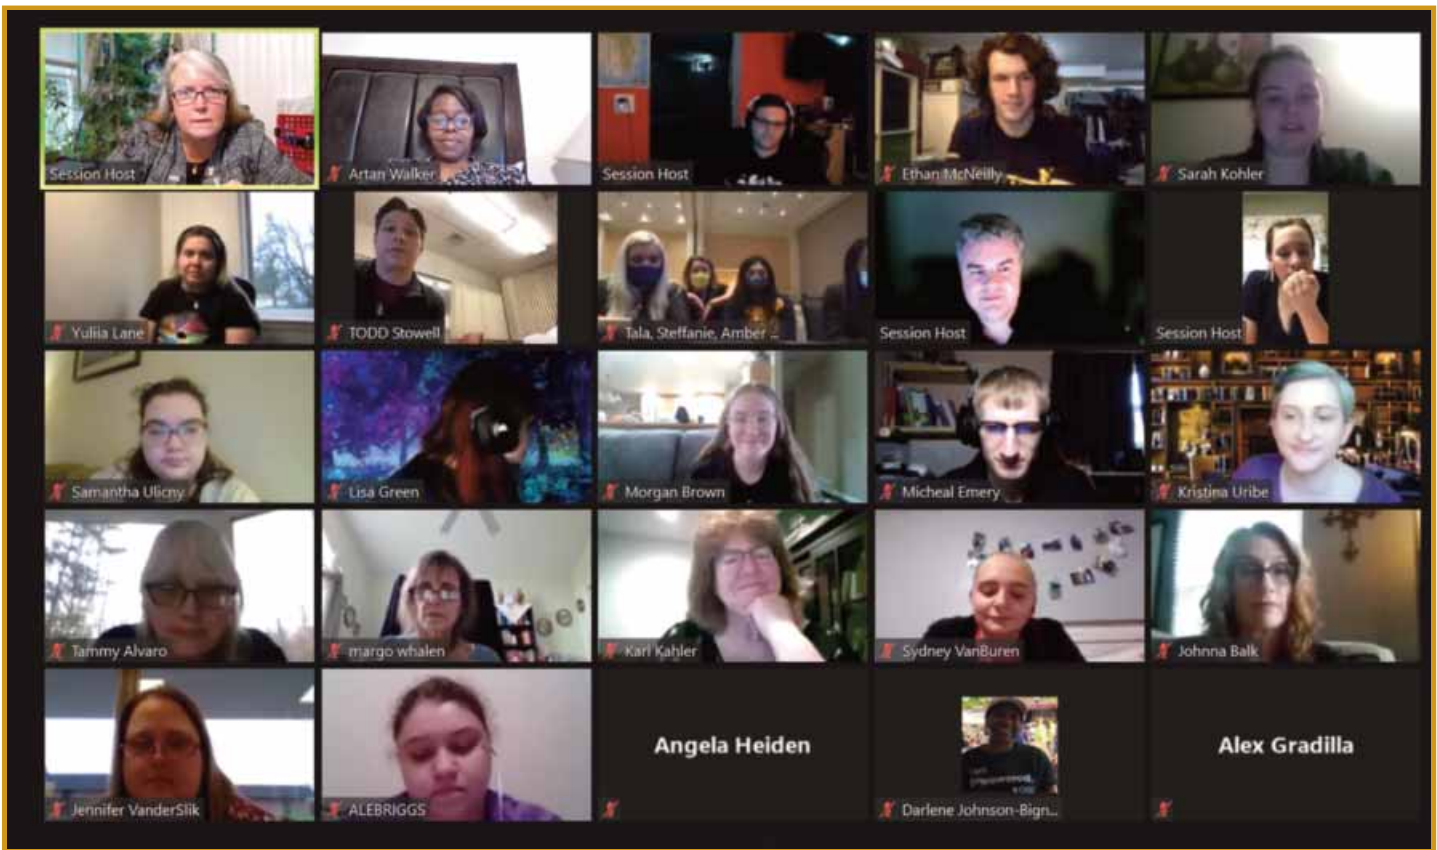 Session Host
Artan Walker
Session Host
Ethan McNeilly
Sarah Kohler
Yuliia Lane
TODD Stowell
Tala, Steffanie, Amber ...
Session Host
Session Host
Samantha Ulicny
Lisa Green
Morgan Brown
Micheal Emery
Kristina Uribe
Tammy Alvaro
margo whalen
Karl Kahler
Sydney VanBuren
Johnna Balk
Jennifer VanderSlik
ALEBRIGGS
Angela Heiden
Darlene Johnson-Bign...
Alex Gradilla